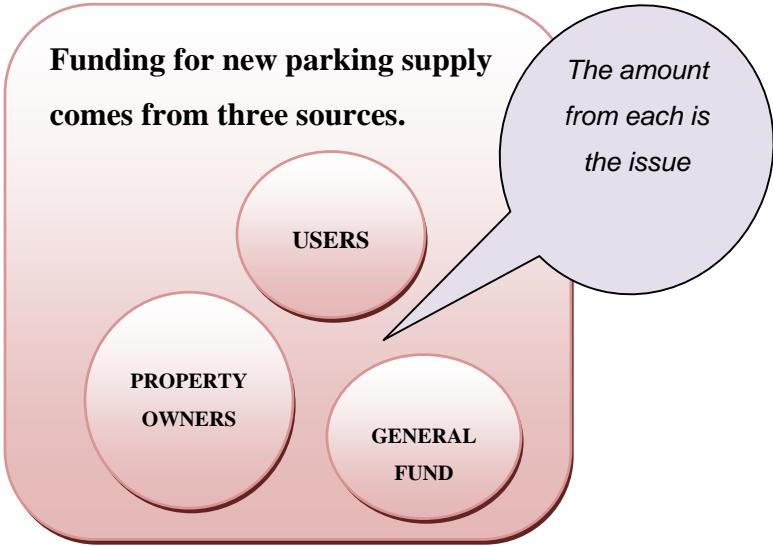 Funding for new parking supply
comes from three sources.
The amount
from each is
the issue
USERS
PROPERTY
OWNERS
GENERAL
FUND